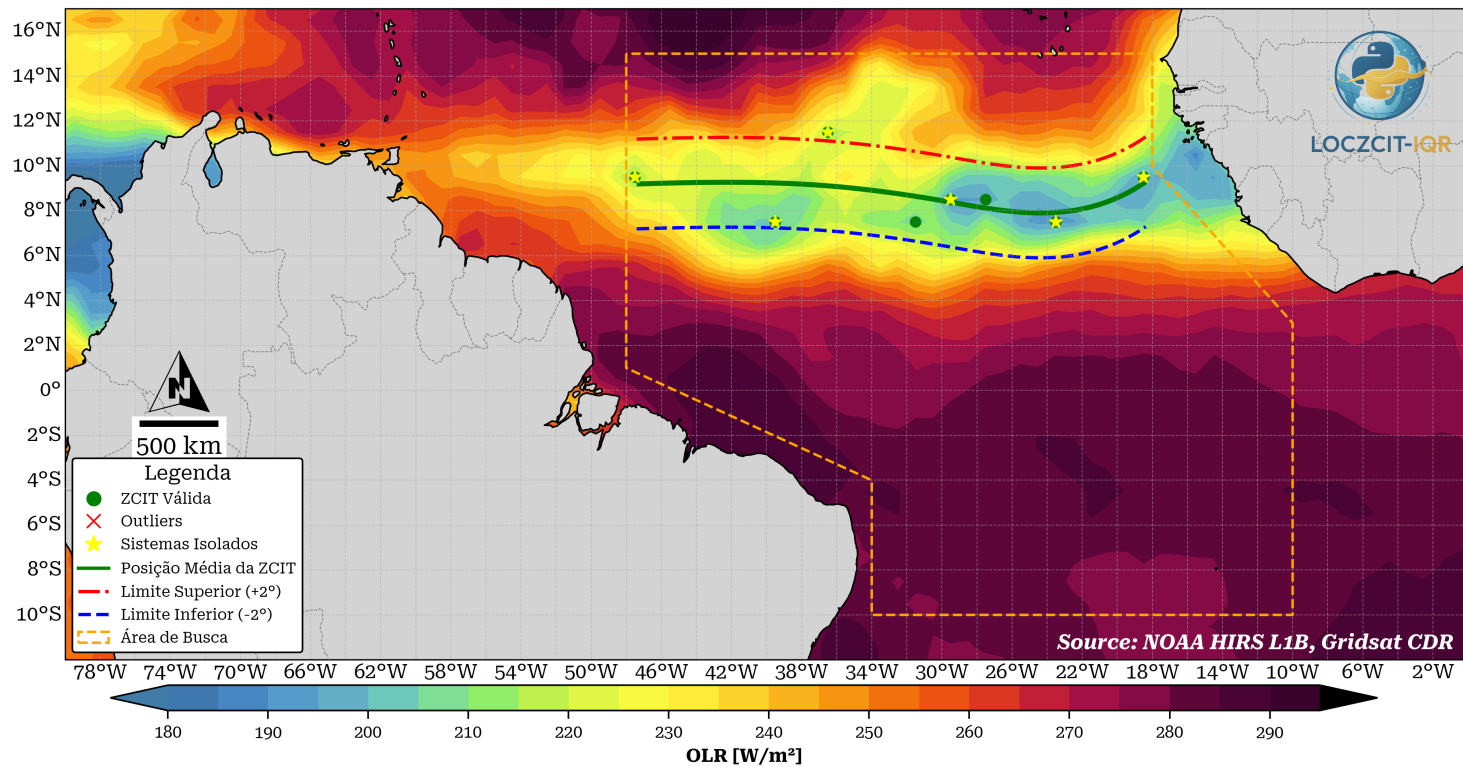 16°N
14°N
12°N
10°N
8°N
6°N
4°N
2°N
0°
2°S
4°S
6°S
8°S
10°S
LOCZCIT-IQR
N
500 km
Legenda
ZCIT Válida
Outliers
Sistemas Isolados
Posição Média da ZCIT
Limite Superior (+2°)
Limite Inferior (-2°)
Área de Busca
Source: NOAA HIRS L1B, Gridsat CDR
78°W 74°W 70°W 66°W 62°W 58°W 54°W 50°W 46°W 42°W 38°W 34°W 30°W 26°W 22°W 18°W 14°W 10°W 6°W 2°W
180 190 200 210 220 230 240 250 260 270 280 290
OLR [W/m²]